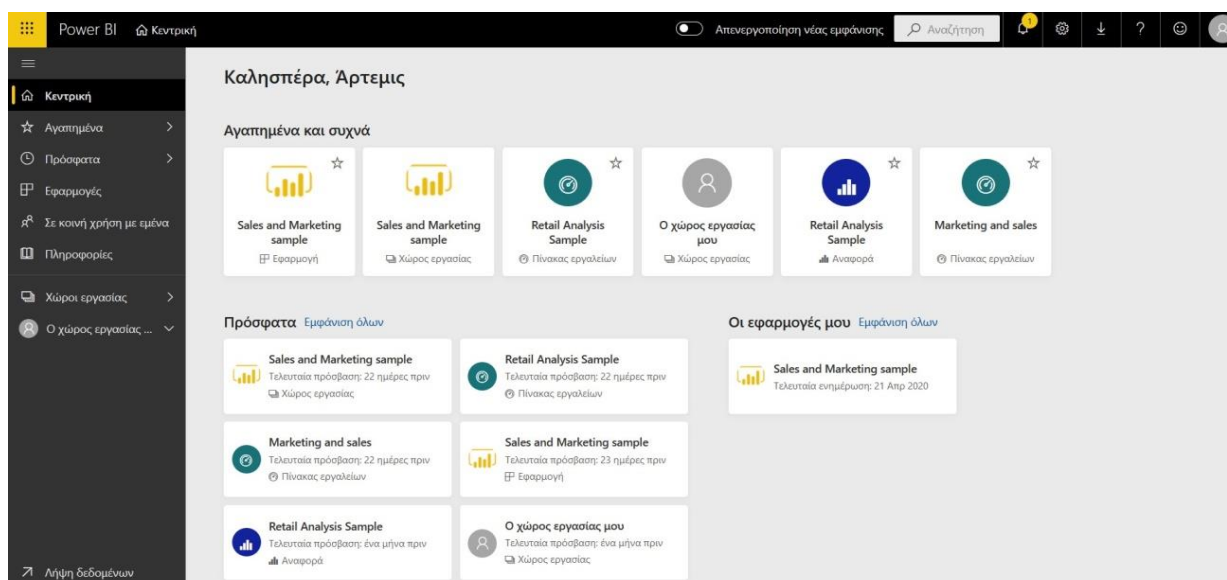 Power BI Κεντρική
Απενεργοποίηση νέας εμφάνισης
Αναζήτηση
1
?
Κεντρική
Αγαπημένα
Πρόσφατα
Εφαρμογές
Σε κοινή χρήση με εμένα
Πληροφορίες
Χώροι εργασίας
Ο χώρος εργασίας ...
Λήψη δεδομένων
Καλησπέρα, Άρτεμις
Αγαπημένα και συχνά
Sales and Marketing
sample
Εφαρμογή
Sales and Marketing
sample
Χώρος εργασίας
Retail Analysis
Sample
Πίνακας εργαλείων
Ο χώρος εργασίας
μου
Χώρος εργασίας
Retail Analysis
Sample
Αναφορά
Marketing and sales
Πίνακας εργαλείων
Πρόσφατα Εμφάνιση όλων
Sales and Marketing sample
Τελευταία πρόσβαση: 22 ημέρες πριν
Χώρος εργασίας
Retail Analysis Sample
Τελευταία πρόσβαση: 22 ημέρες πριν
Πίνακας εργαλείων
Marketing and sales
Τελευταία πρόσβαση: 22 ημέρες πριν
Πίνακας εργαλείων
Sales and Marketing sample
Τελευταία πρόσβαση: 23 ημέρες πριν
Εφαρμογή
Retail Analysis Sample
Τελευταία πρόσβαση: ένα μήνα πριν
Αναφορά
Ο χώρος εργασίας μου
Τελευταία πρόσβαση: ένα μήνα πριν
Χώρος εργασίας
Οι εφαρμογές μου Εμφάνιση όλων
Sales and Marketing sample
Τελευταία ενημέρωση: 21 Απρ 2020